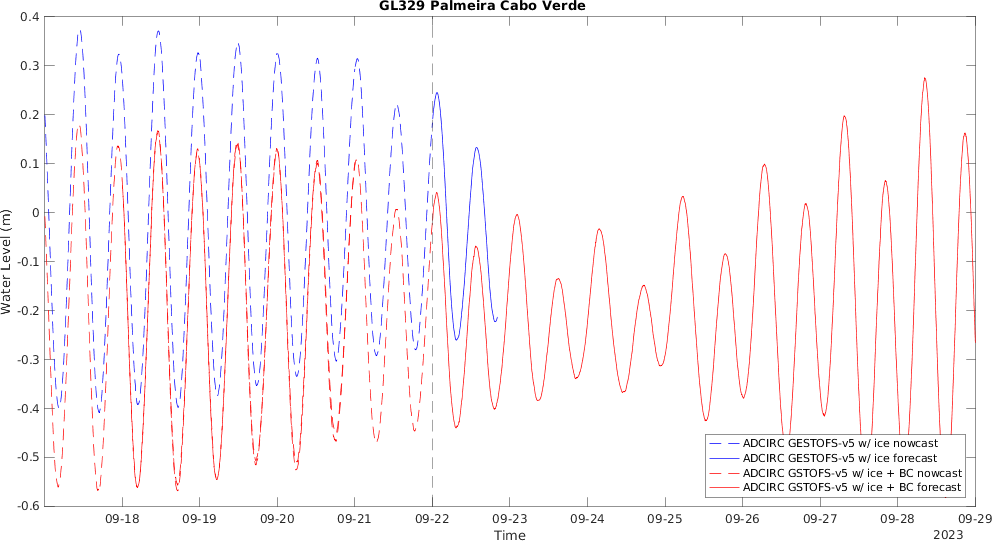 GL329 Palmeira Cabo Verde
0.4
0.3
0.2
0.1
0
-0.1
-0.2
-0.3
-0.4
-0.5
-0.6
Water Level (m)
ADCIRC GESTOFS-v5 w/ ice nowcast
ADCIRC GESTOFS-v5 w/ ice forecast
ADCIRC GSTOFS-v5 w/ ice + BC nowcast
ADCIRC GSTOFS-v5 w/ ice + BC forecast
09-18 09-19 09-20 09-21 09-22 09-23 09-24 09-25 09-26 09-27 09-28 09-29
Time
2023